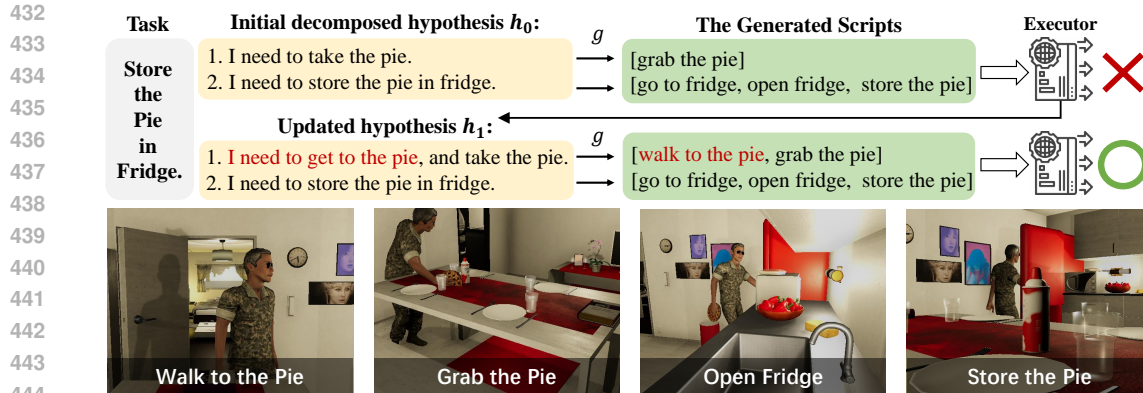 432
433
434
435
436
437
438
439
440
441
442
443
Task
Store
the
Pie
in
Fridge.
Initial decomposed hypothesis h₀:
1. I need to take the pie.
2. I need to store the pie in fridge.
g
The Generated Scripts
[grab the pie]
[go to fridge, open fridge, store the pie]
Executor
Updated hypothesis h₁:
1. I need to get to the pie, and take the pie.
2. I need to store the pie in fridge.
g
[walk to the pie, grab the pie]
[go to fridge, open fridge, store the pie]
Walk to the Pie
Grab the Pie
Open Fridge
Store the Pie